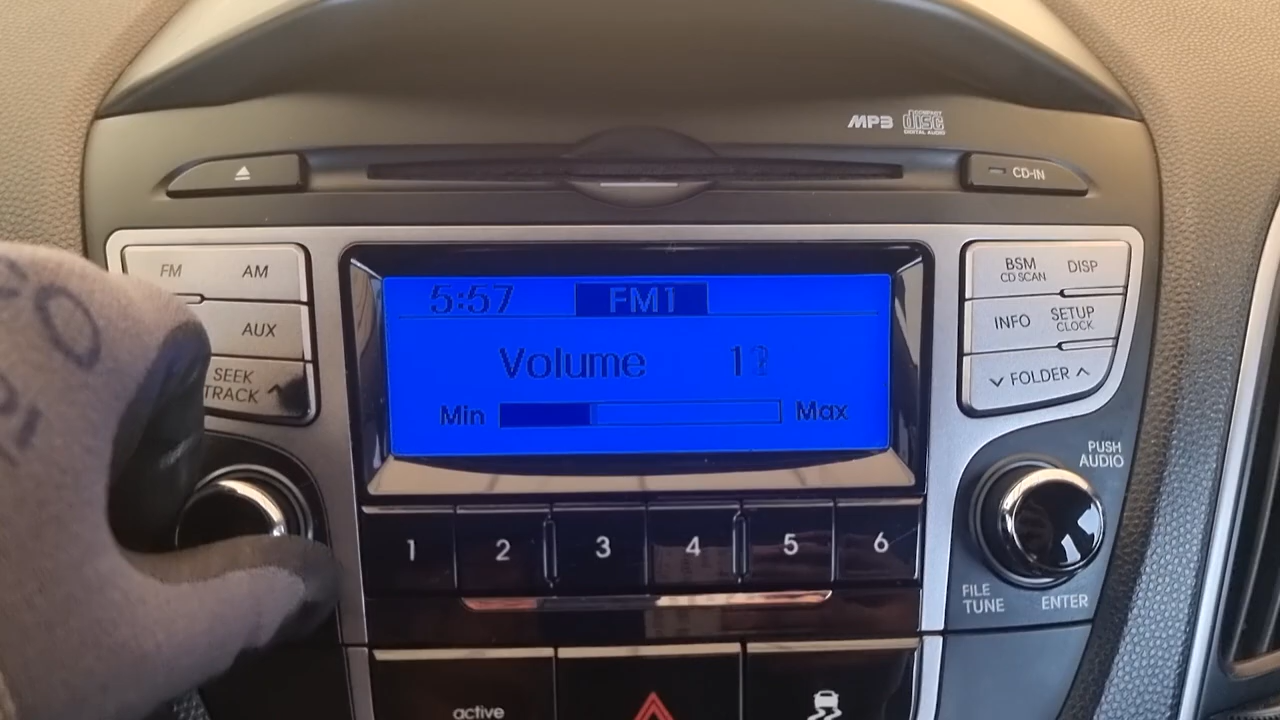 MP3
COMPACT
disc
DIGITAL AUDIO
CD-IN
FM
AM
AUX
SEEK
TRACK
5:57
FM1
Volume
Min
Max
BSM
CD SCAN
DISP
INFO
SETUP
CLOCK
FOLDER
PUSH
AUDIO
1
2
3
4
5
6
FILE
TUNE
ENTER
active